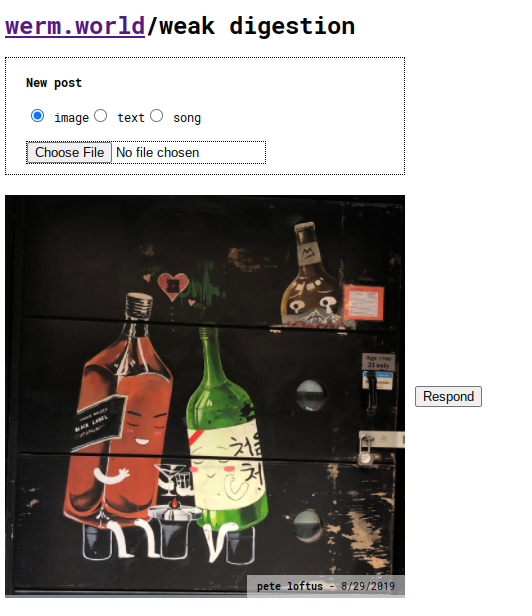 werm.world/weak digestion
New post
image text song
Choose File No file chosen
BLACK LABEL
처음
처
Age over
21 only
Respond
pete loftus - 8/29/2019